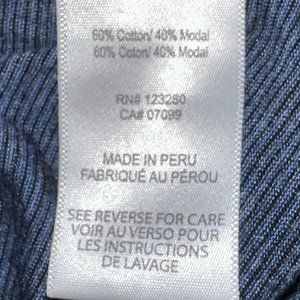 60% Cotton/ 40% Modal
60% Coton/ 40% Modal
RN# 123280
CA# 07099
MADE IN PERU
FABRIQUÉ AU PÉROU
SEE REVERSE FOR CARE
VOIR AU VERSO POUR
LES INSTRUCTIONS
DE LAVAGE